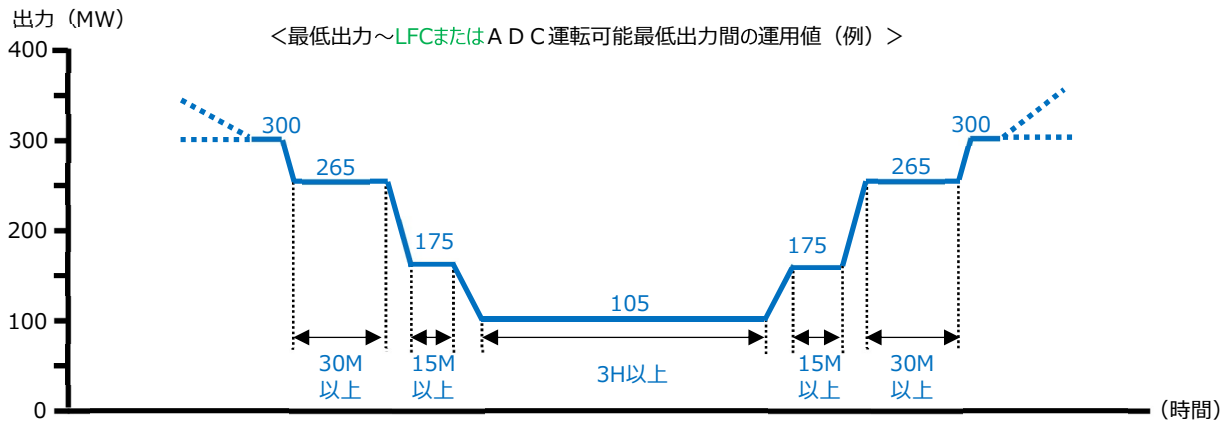 出力（MW）
＜最低出力～LFCまたはＡＤＣ運転可能最低出力間の運用値（例）＞
400
300
300
300
265
265
200
175
175
105
100
30M
以上
15M
以上
3H以上
15M
以上
30M
以上
0
（時間）